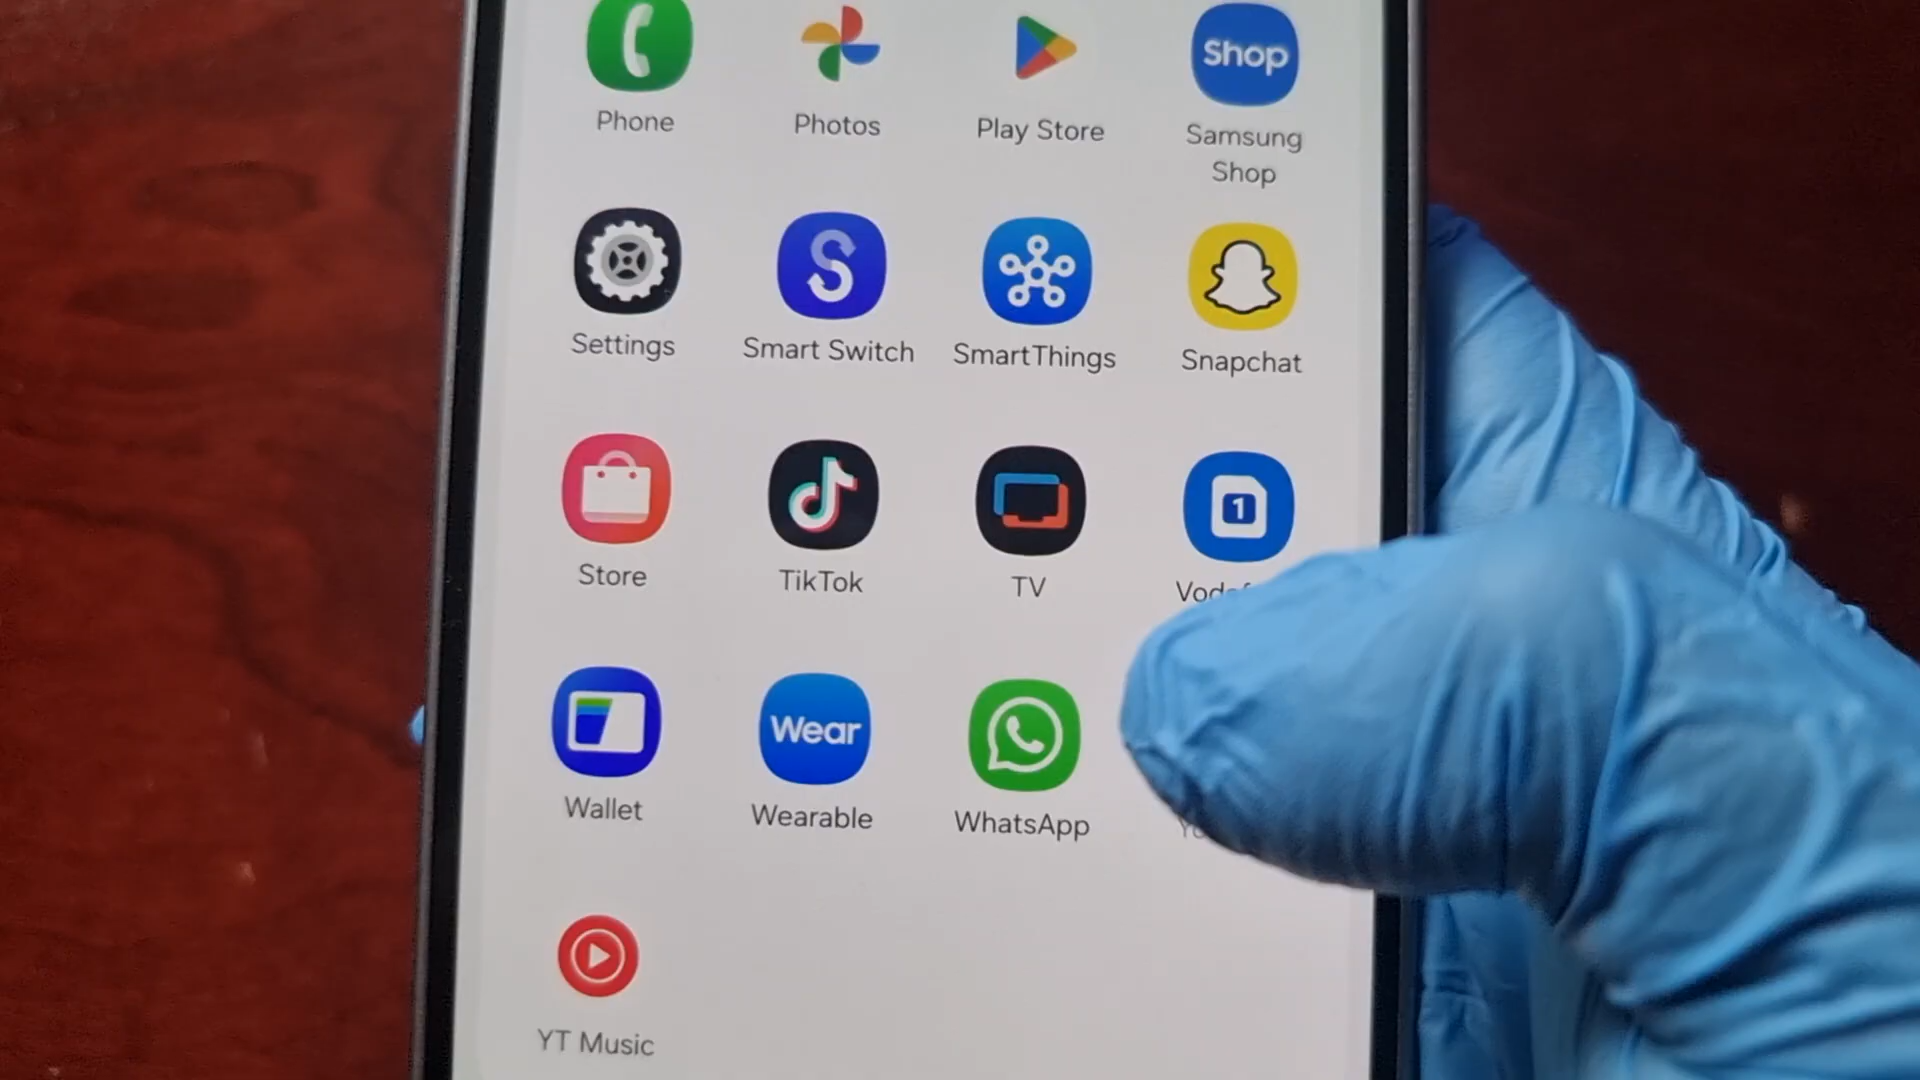 Shop
Phone
Photos
Play Store
Samsung
Shop
Settings
Smart Switch
SmartThings
Snapchat
1
Store
TikTok
TV
Wear
Wallet
Wearable
WhatsApp
YT Music